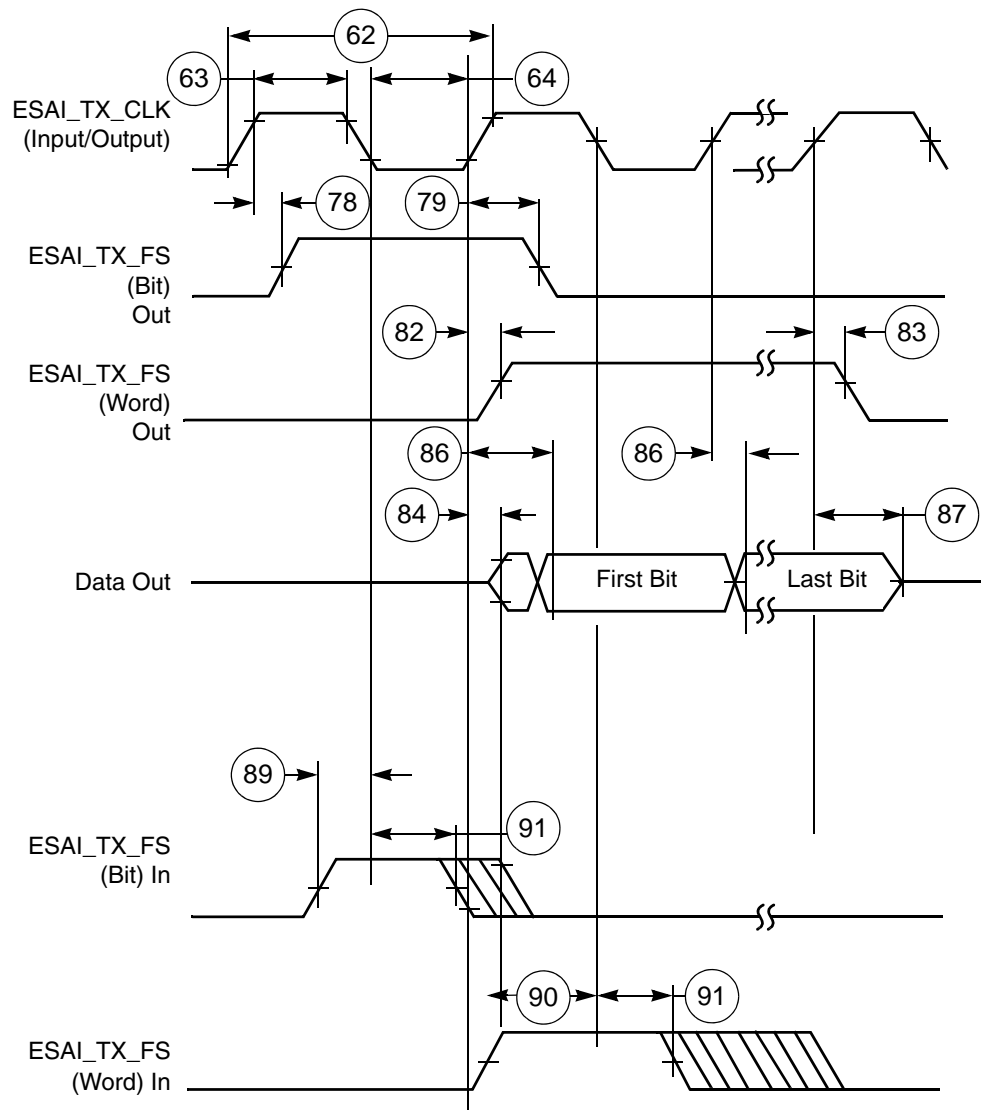 62
63
64
ESAI_TX_CLK
(Input/Output)
78
79
ESAI_TX_FS
(Bit)
Out
82
83
ESAI_TX_FS
(Word)
Out
86
86
84
87
Data Out
First Bit
Last Bit
89
91
ESAI_TX_FS
(Bit) In
90
91
ESAI_TX_FS
(Word) In